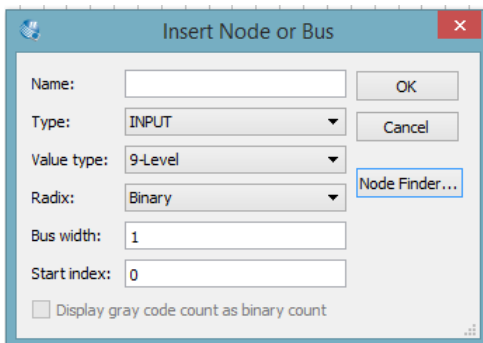 Insert Node or Bus
Name:
OK
Type: INPUT
Cancel
Value type: 9-Level
Node Finder...
Radix: Binary
Bus width: 1
Start index: 0
Display gray code count as binary count